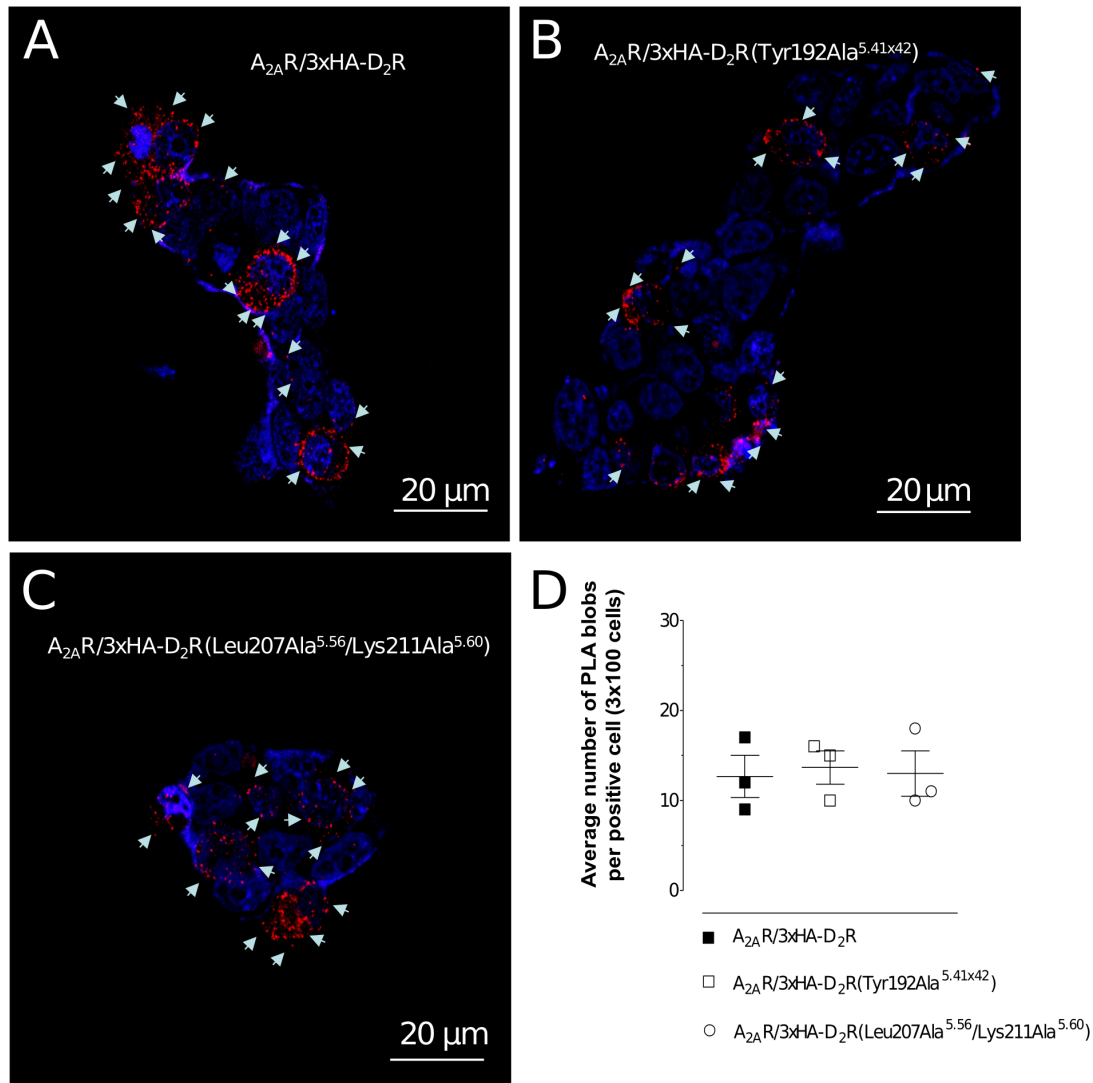 A
A2AR/3xHA-D2R
20 µm
B
A2AR/3xHA-D2R(Tyr192Ala5.41x42)
20 µm
C
A2AR/3xHA-D2R(Leu207Ala5.56/Lys211Ala5.60)
20 µm
D
Average number of PLA blobs
per positive cell (3x100 cells)
30
20
10
0
A2AR/3xHA-D2R
A2AR/3xHA-D2R(Tyr192Ala5.41x42)
A2AR/3xHA-D2R(Leu207Ala5.56/Lys211Ala5.60)